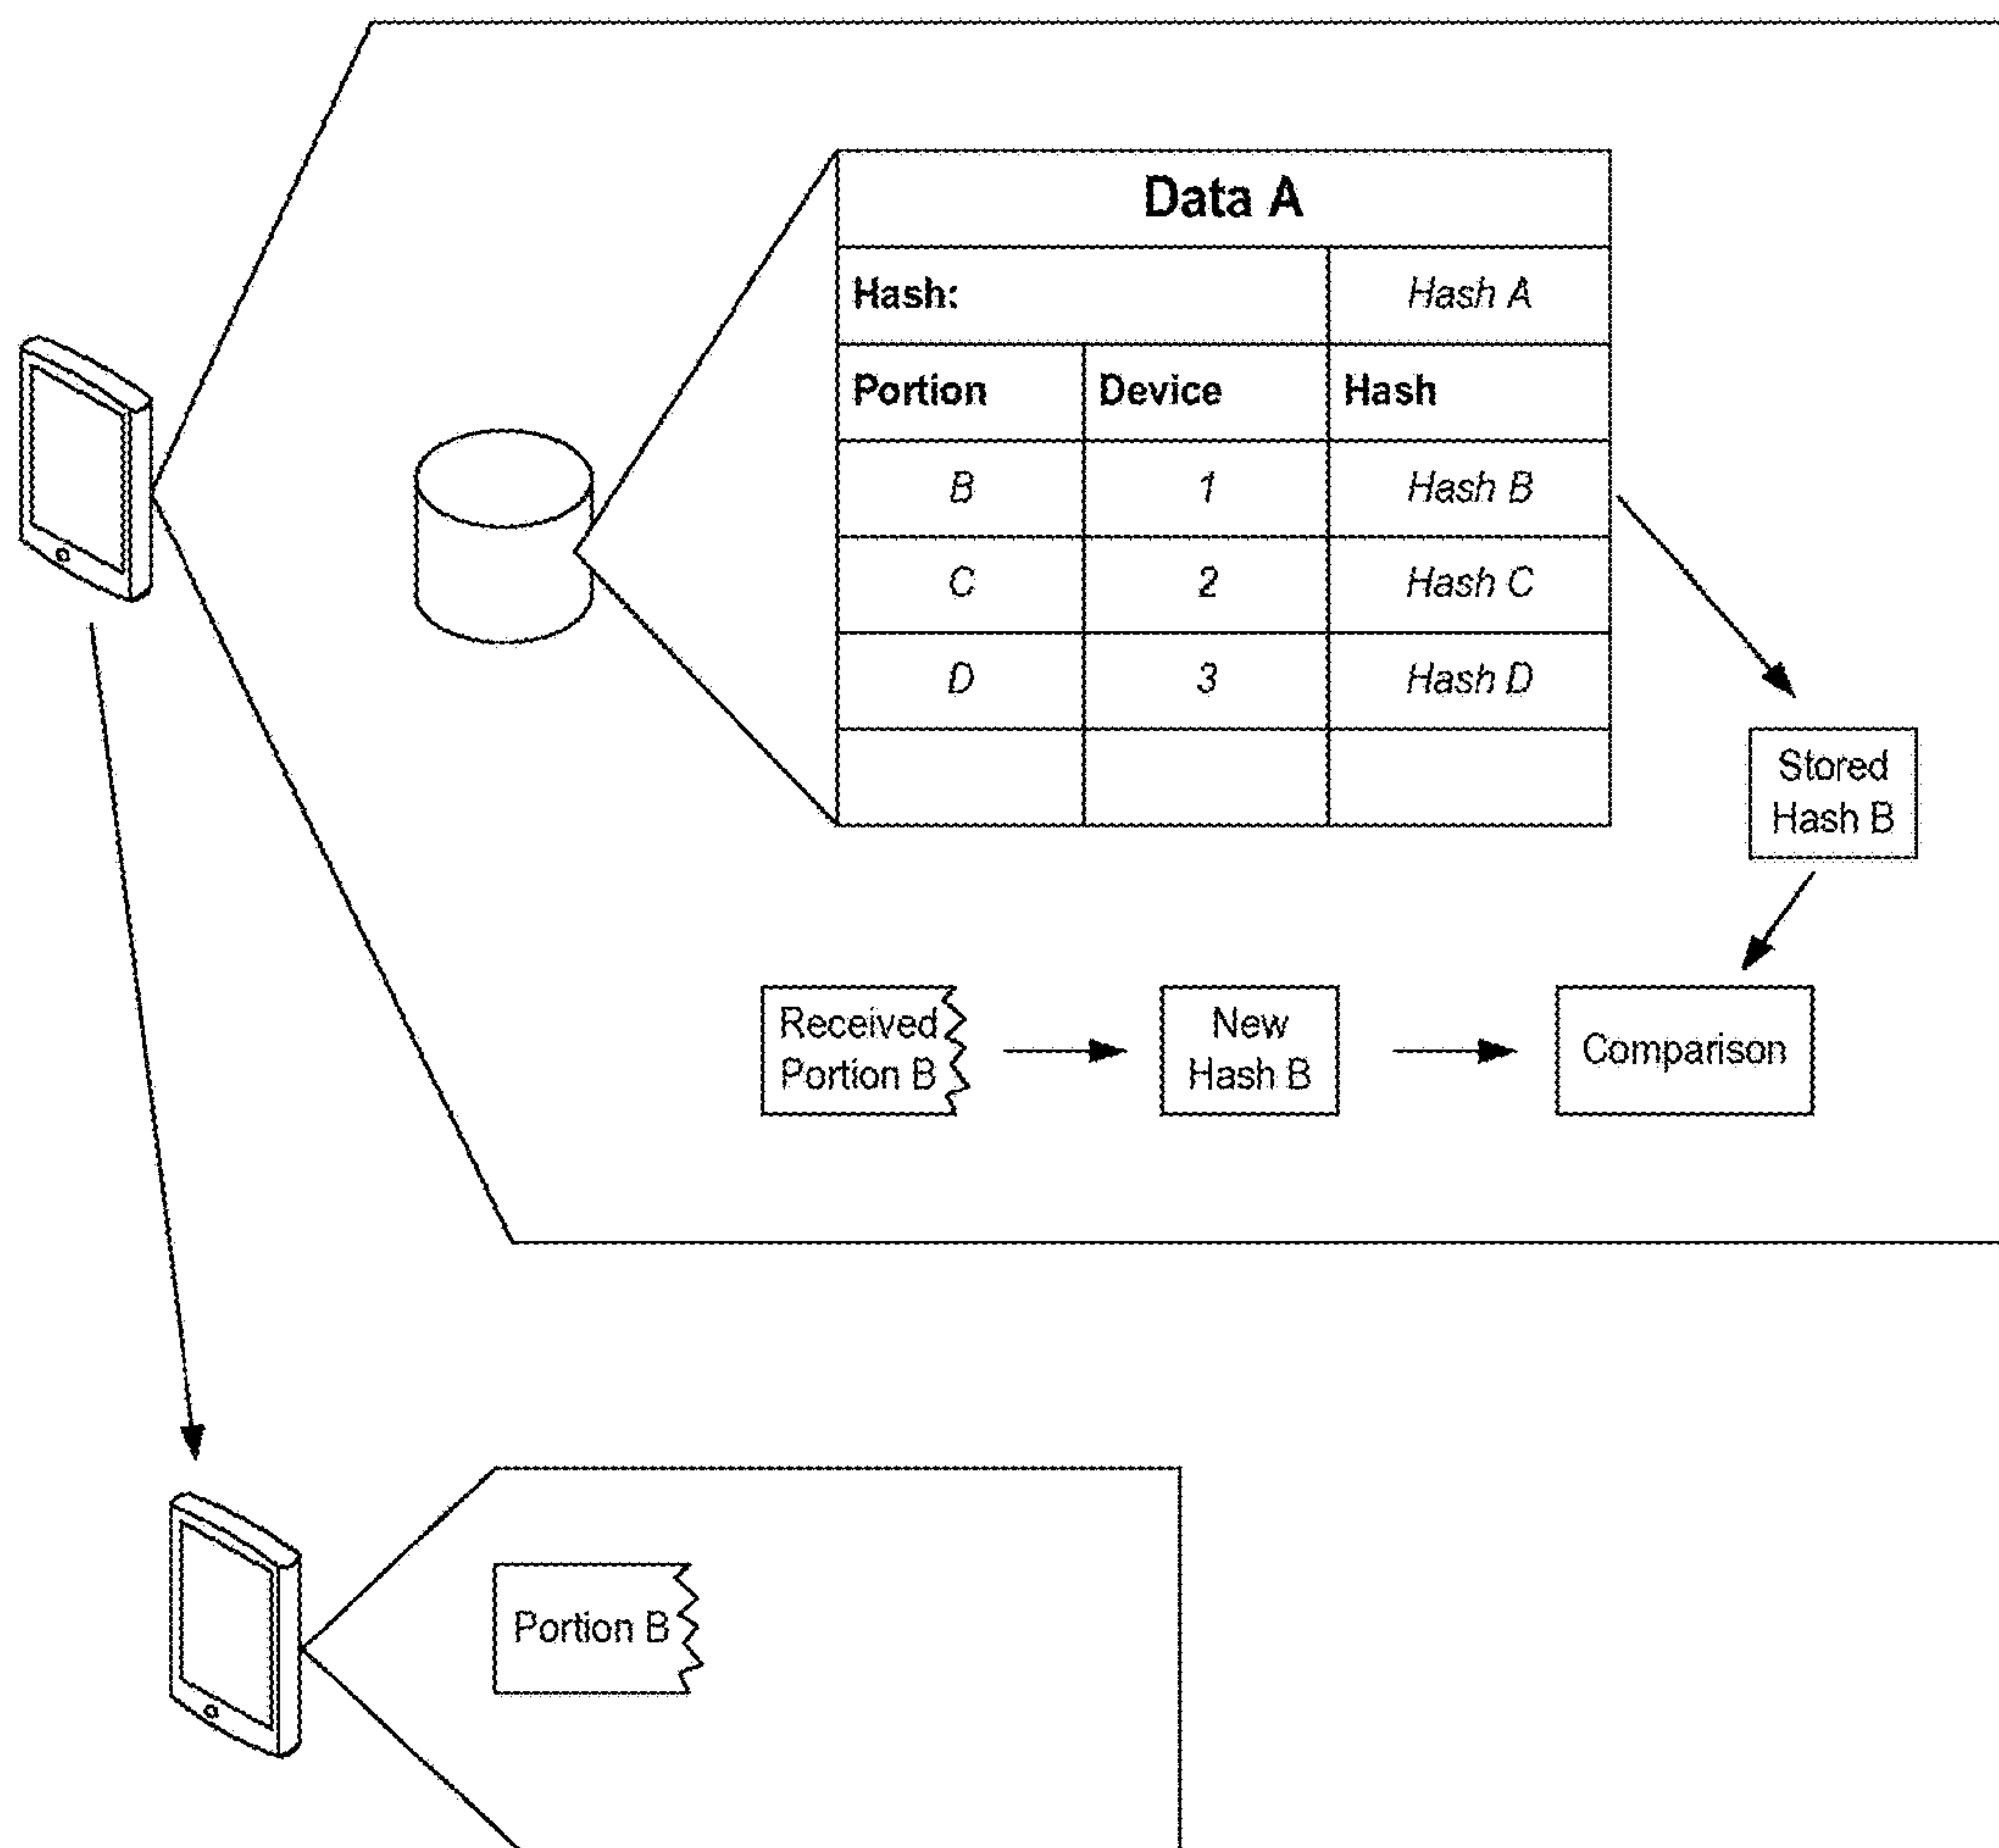 Data A
Hash: Hash A
Portion Device Hash
B 1 Hash B
C 2 Hash C
D 3 Hash D
Stored
Hash B
Received
Portion B
New
Hash B
Comparison
Portion B